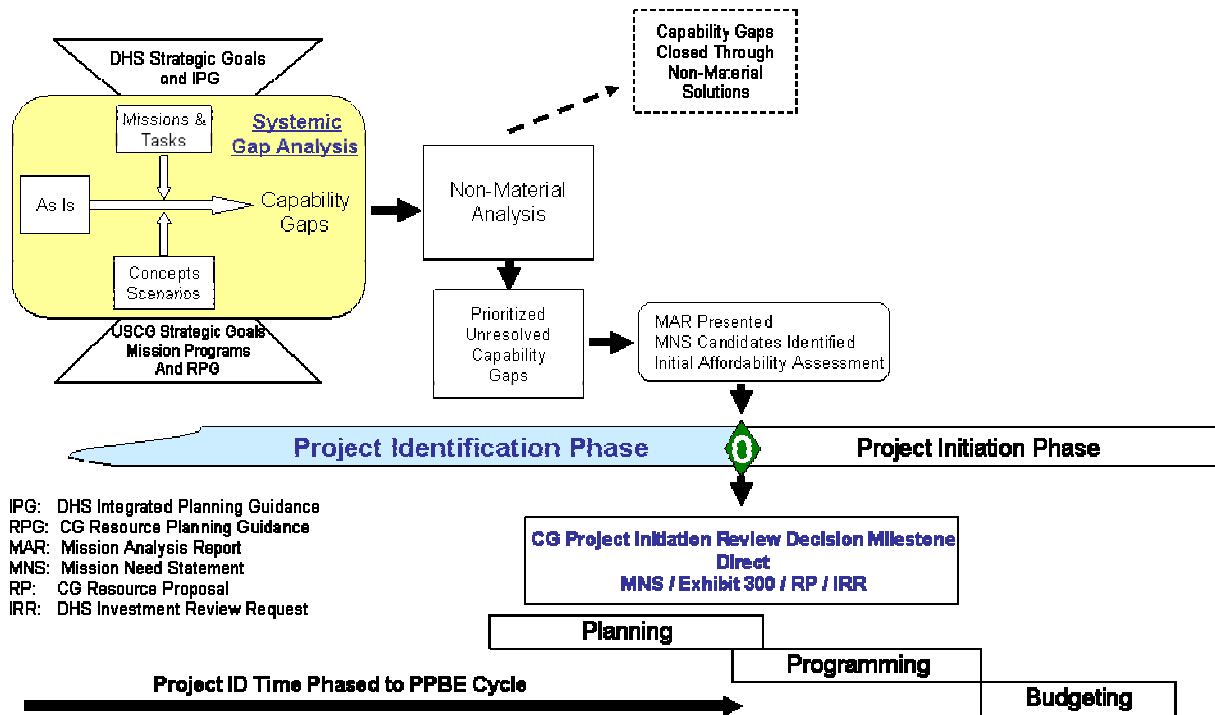 DHS Strategic Goals
and IPG
Missions &
Tasks
Systemic
Gap Analysis
As Is
Capability
Gaps
Concepts
Scenarios
USCG Strategic Goals
Mission Programs
And RPG
Non-Material
Analysis
Capability Gaps
Closed Through
Non-Material
Solutions
Prioritized
Unresolved
Capability
Gaps
MAR Presented
MNS Candidates Identified
Initial Affordability Assessment
Project Identification Phase
Project Initiation Phase
IPG: DHS Integrated Planning Guidance
RPG: CG Resource Planning Guidance
MAR: Mission Analysis Report
MNS: Mission Need Statement
RP: CG Resource Proposal
IRR: DHS Investment Review Request
CG Project Initiation Review Decision Milestone
Direct
MNS / Exhibit 300 / RP / IRR
Planning
Programming
Budgeting
Project ID Time Phased to PPBE Cycle